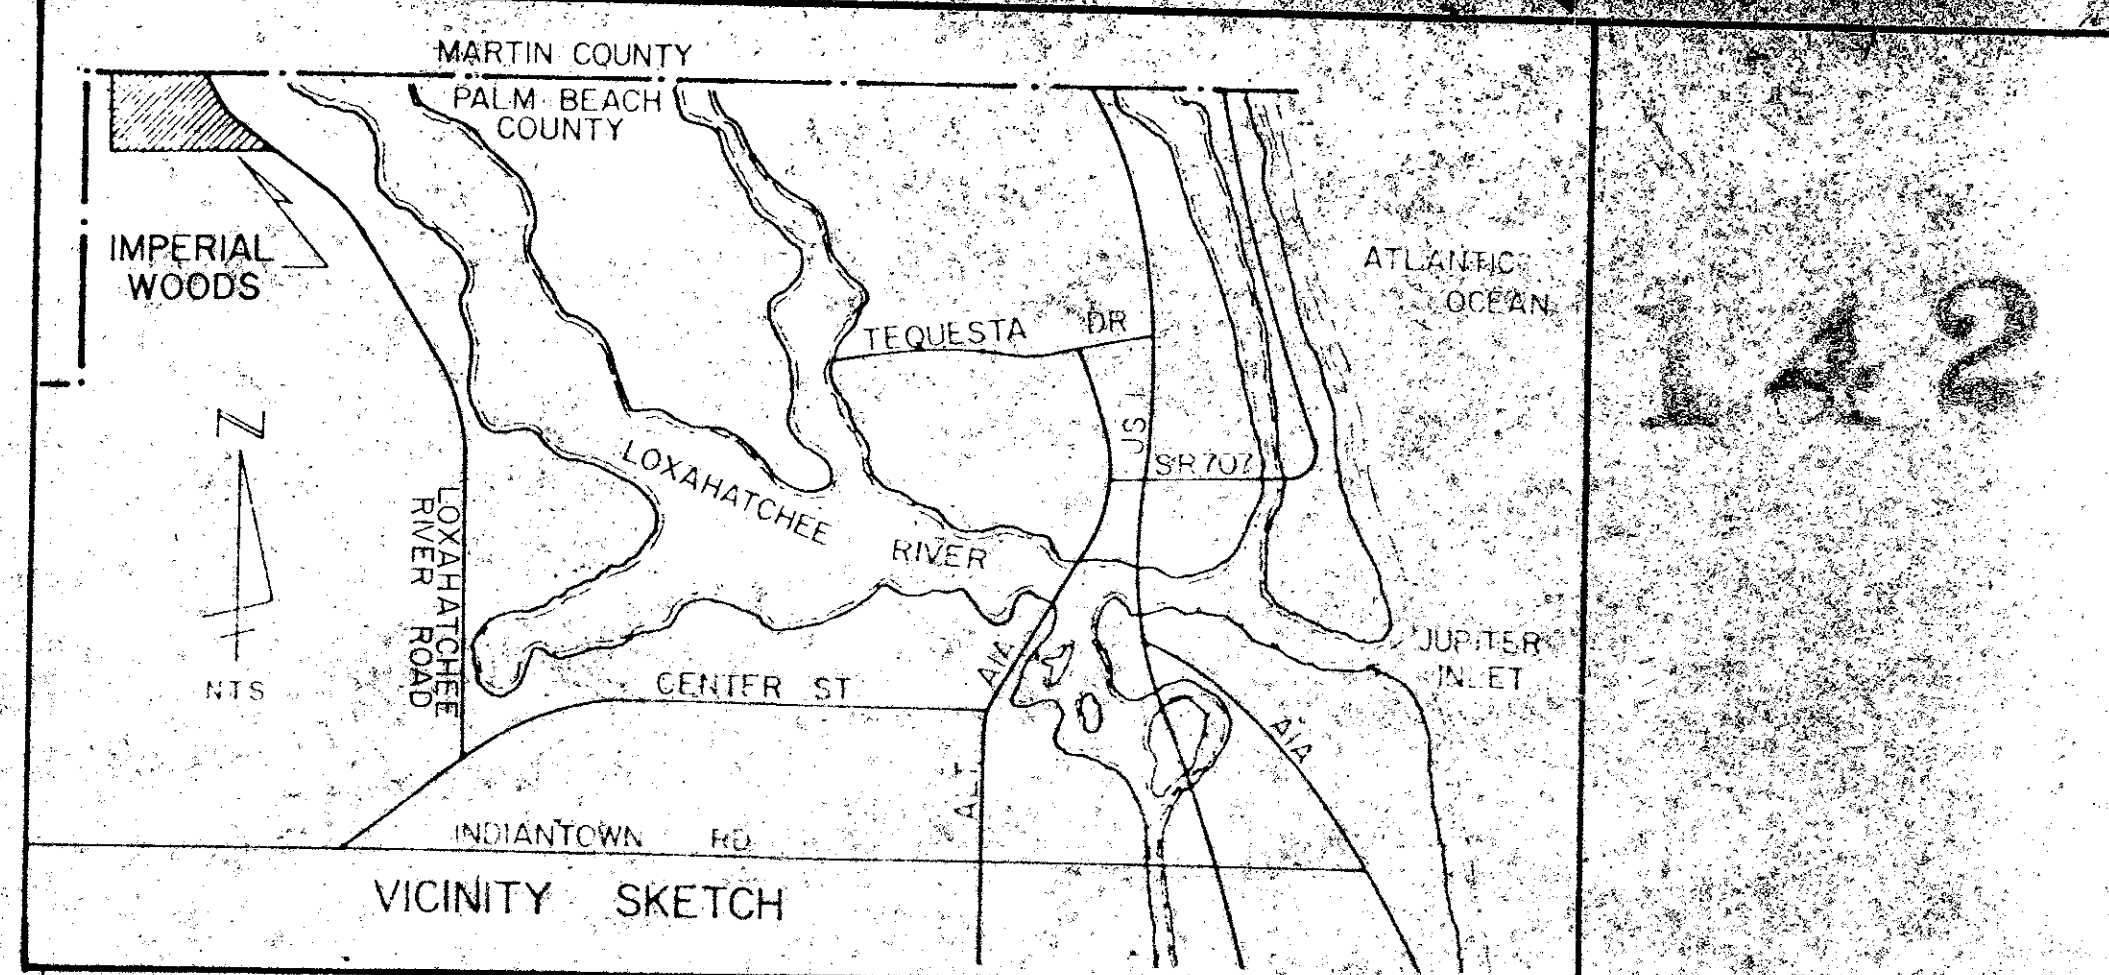 MARTIN COUNTY
PALM BEACH
COUNTY
IMPERIAL
WOODS
ATLANTIC
OCEAN
142
TEQUESTA DR
N
US 1
SR 707
LOXAHATCHEE
RIVER
LOXAHATCHEE
RIVER ROAD
NTS
CENTER ST
A1A
JUPITER
INLET
A1A
ALT
INDIANTOWN RD
VICINITY SKETCH